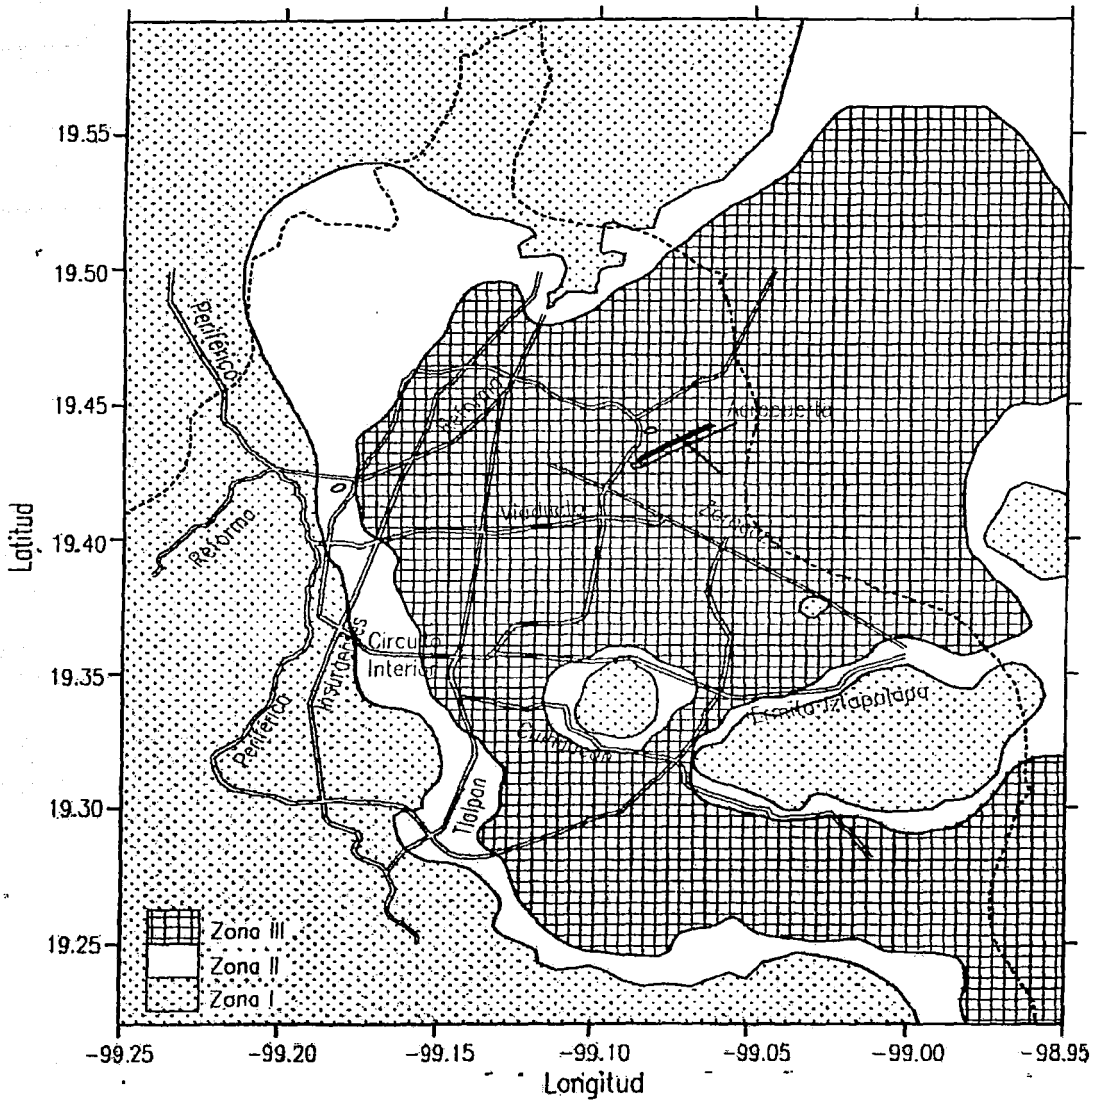 19.55
19.50
Periférico
19.45
Reforma
Aeropuerto
Latitud
Viaducto
Reforma
19.40
Circuito
Interior
Insurgentes
19.35
Ermita-Iztapalapa
Periférico
Tlalpan
19.30
Zona III
19.25
Zona II
Zona I
-99.25
-99.20
-99.15
-99.10
-99.05
-99.00
-98.95
Longitud